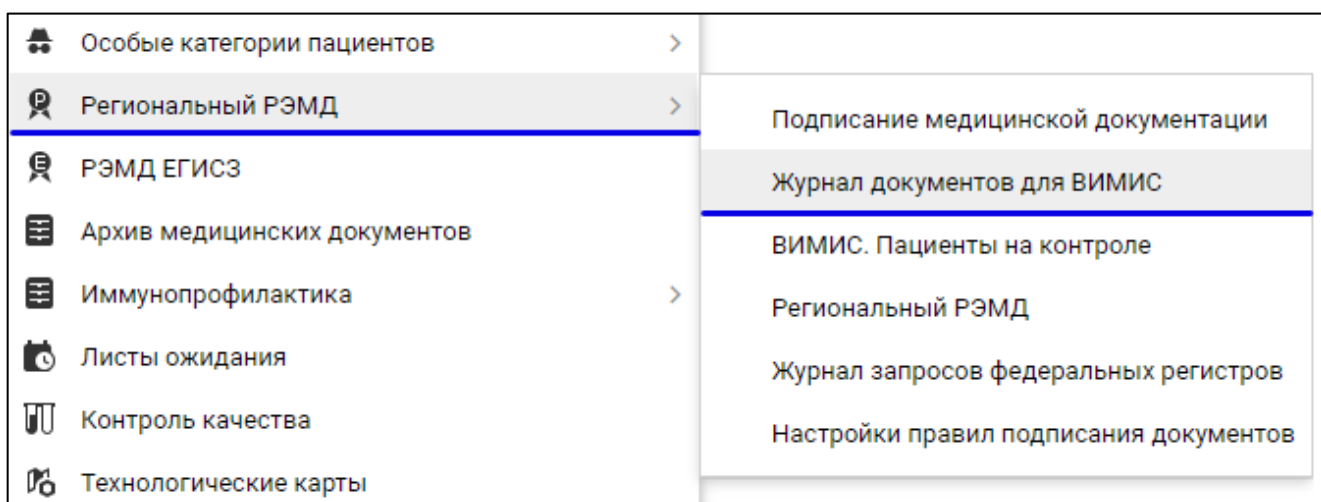 Особые категории пациентов
Региональный РЭМД
РЭМД ЕГИСЗ
Архив медицинских документов
Иммунопрофилактика
Листы ожидания
Контроль качества
Технологические карты
Подписание медицинской документации
Журнал документов для ВИМИС
ВИМИС. Пациенты на контроле
Региональный РЭМД
Журнал запросов федеральных регистров
Настройки правил подписания документов